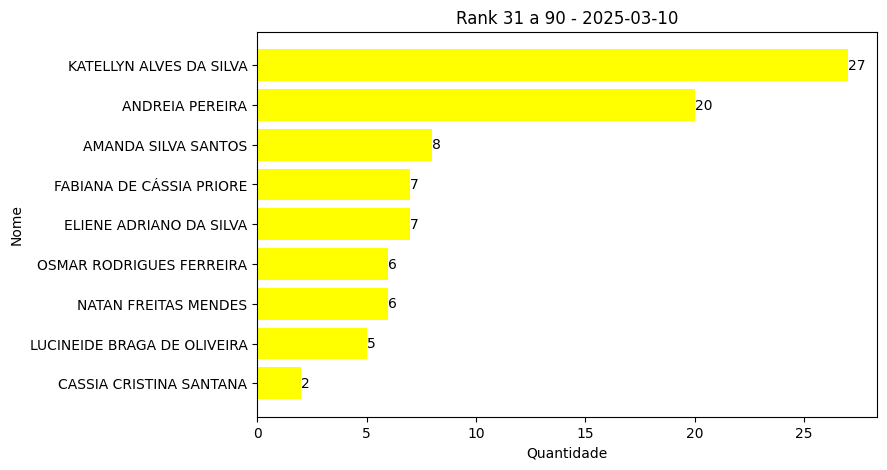 Rank 31 a 90 - 2025-03-10
KATELLYN ALVES DA SILVA 27
ANDREIA PEREIRA 20
AMANDA SILVA SANTOS 8
FABIANA DE CÁSSIA PRIORE 7
ELIENE ADRIANO DA SILVA 7
OSMAR RODRIGUES FERREIRA 6
NATAN FREITAS MENDES 6
LUCINEIDE BRAGA DE OLIVEIRA 5
CASSIA CRISTINA SANTANA 2
Nome
0 5 10 15 20 25
Quantidade